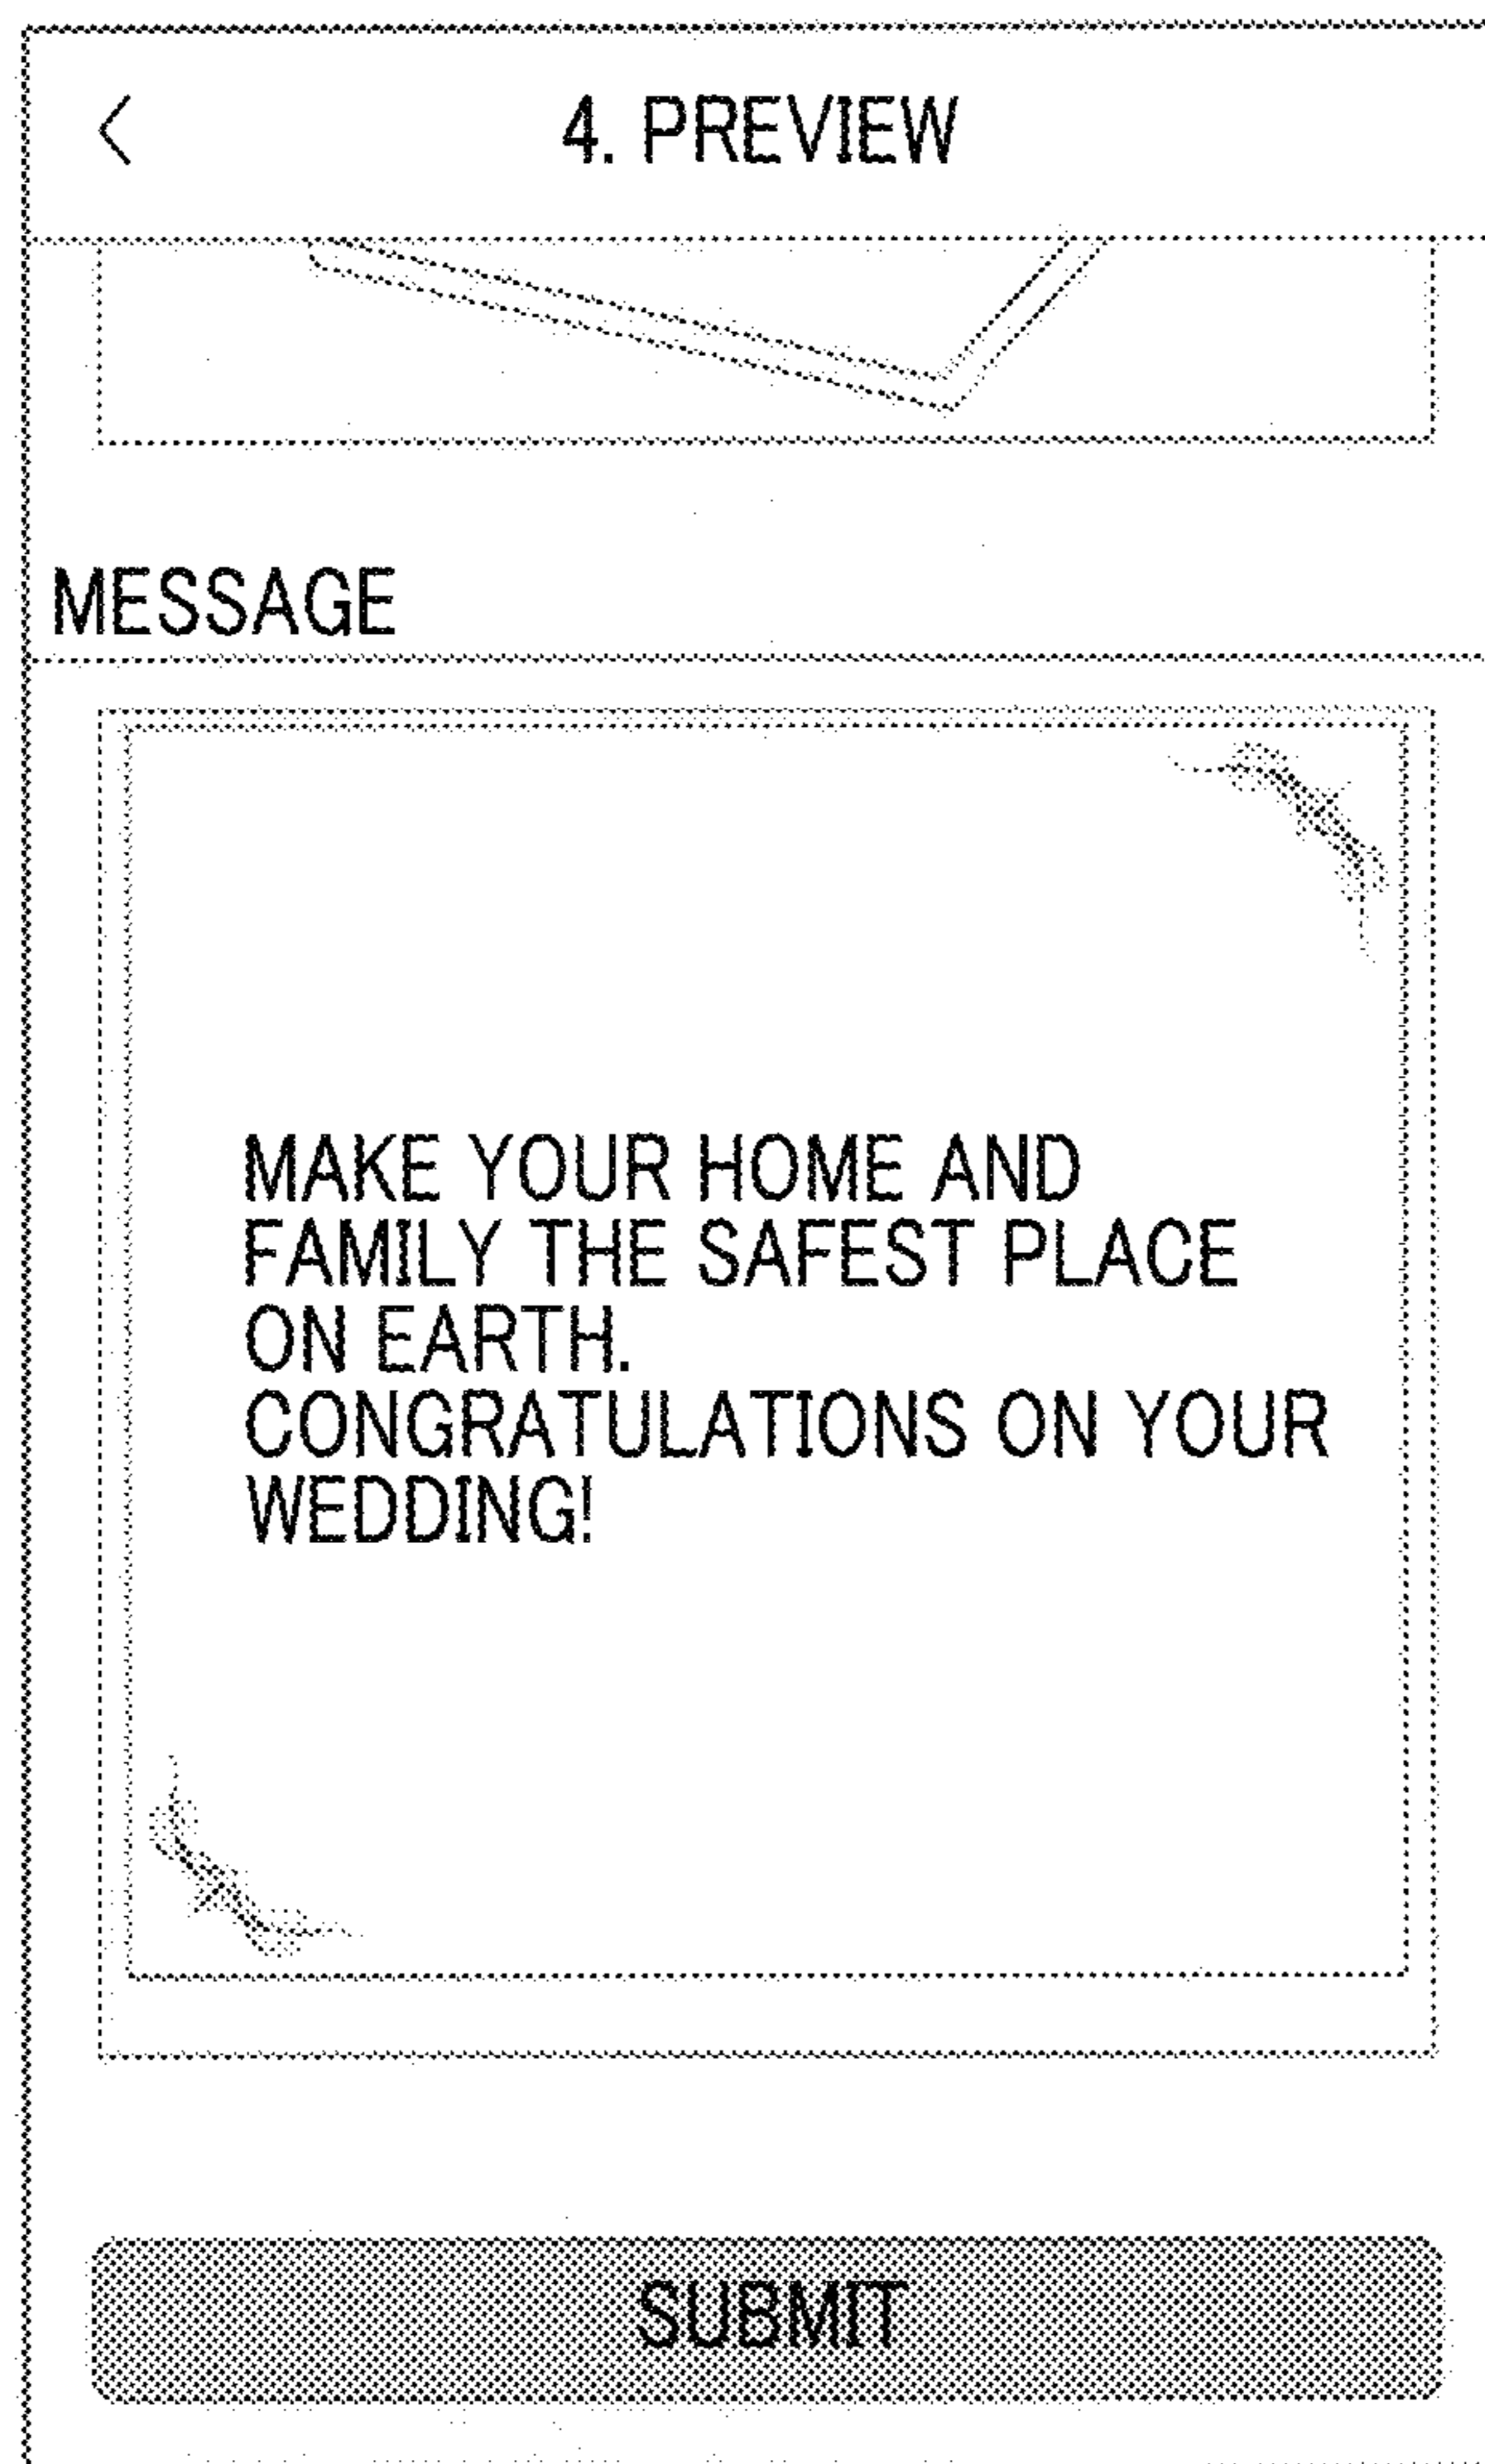 4. PREVIEW
MESSAGE
MAKE YOUR HOME AND
FAMILY THE SAFEST PLACE
ON EARTH.
CONGRATULATIONS ON YOUR
WEDDING!
SUBMIT